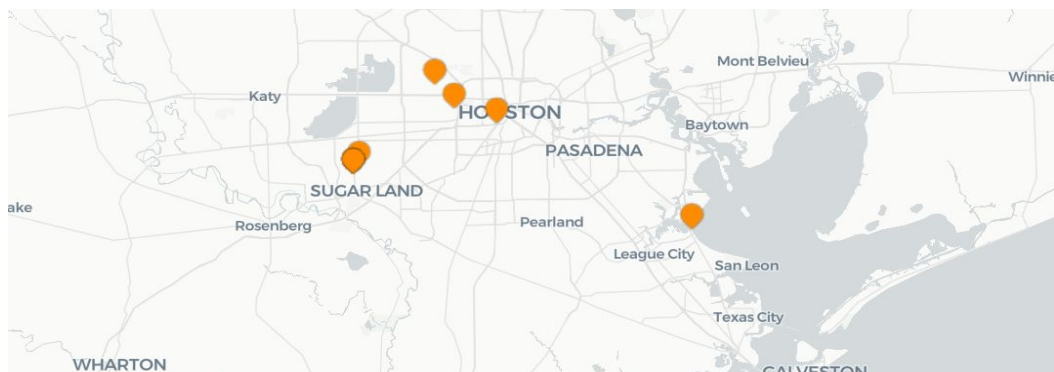 Mont Belvieu
Winnie
Katy
HOUSTON
Baytown
PASADENA
SUGAR LAND
ake
Rosenberg
Pearland
League City
San Leon
Texas City
WHARTON
GALVESTON